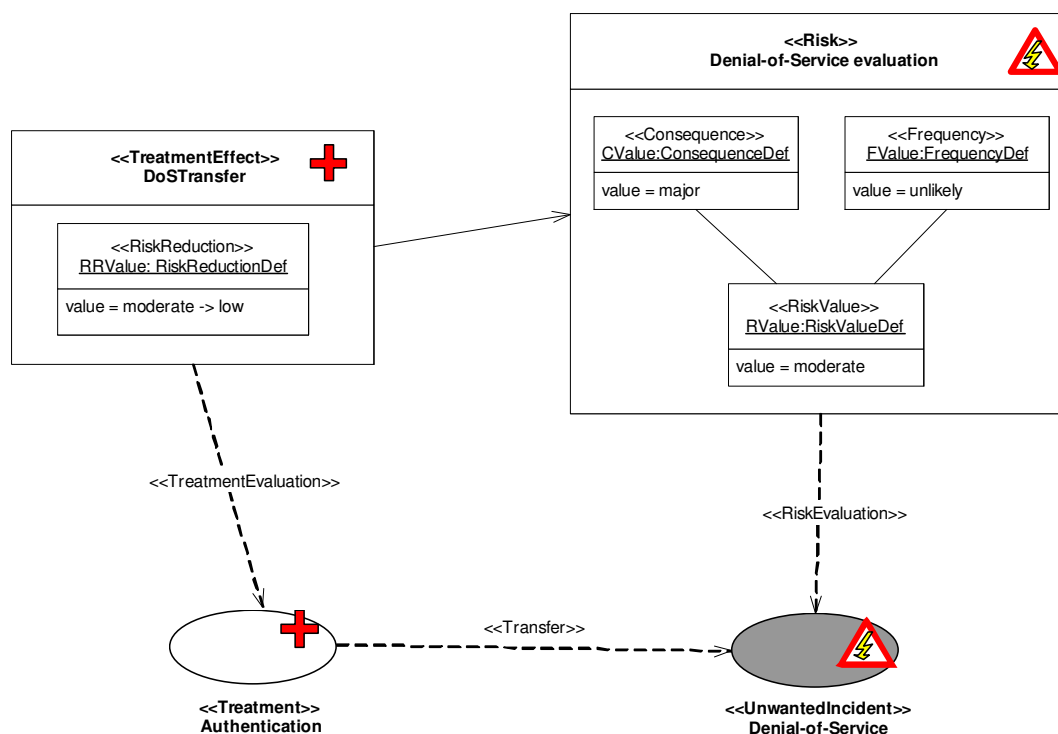 <<Risk>>
Denial-of-Service evaluation
<<Consequence>>
CValue:ConsequenceDef
value = major
<<Frequency>>
FValue:FrequencyDef
value = unlikely
<<TreatmentEffect>>
DoSTransfer
<<RiskReduction>>
RRValue: RiskReductionDef
value = moderate -> low
<<RiskValue>>
RValue:RiskValueDef
value = moderate
<<TreatmentEvaluation>>
<<RiskEvaluation>>
<<Transfer>>
<<Treatment>>
Authentication
<<UnwantedIncident>>
Denial-of-Service